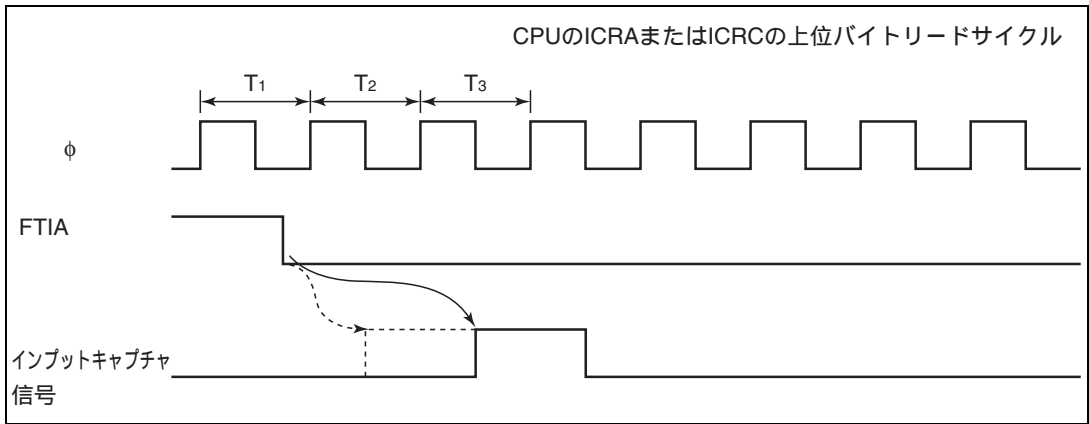 CPUのICRAまたはICRCの上位バイトリードサイクル
T1 T2 T3
φ
FTIA
インプットキャプチャ
信号